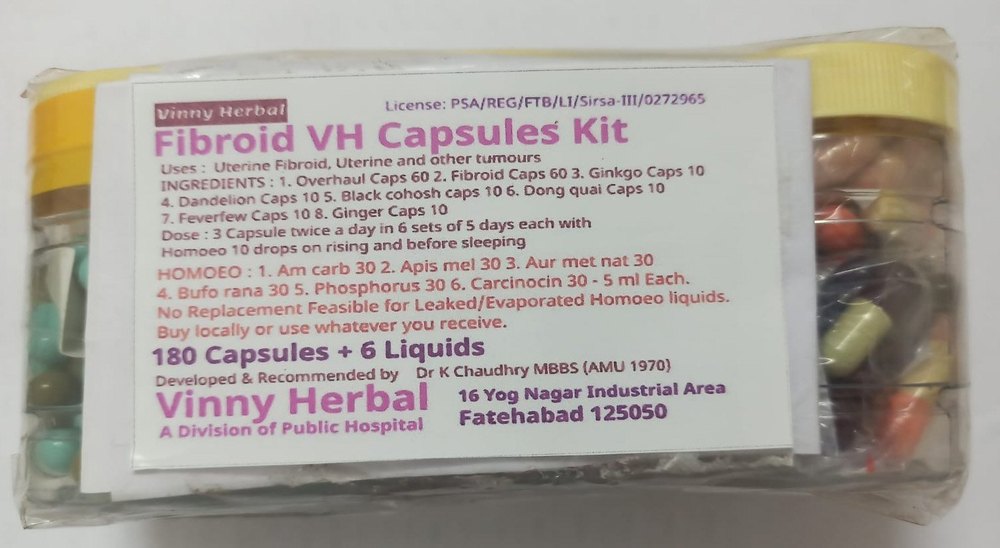 Vinny Herbal
License: PSA/REG/FTB/LI/Sirsa-III/0272965
Fibroid VH Capsules Kit
Uses : Uterine Fibroid, Uterine and other tumours
INGREDIENTS : 1. Overhaul Caps 60 2. Fibroid Caps 60 3. Ginkgo Caps 10
4. Dandelion Caps 10 5. Black cohosh caps 10 6. Dong quai Caps 10
7. Feverfew Caps 10 8. Ginger Caps 10
Dose : 3 Capsule twice a day in 6 sets of 5 days each with
Homoeo 10 drops on rising and before sleeping
HOMOEO : 1. Am carb 30 2. Apis mel 30 3. Aur met nat 30
4. Bufo rana 30 5. Phosphorus 30 6. Carcinocin 30 - 5 ml Each.
No Replacement Feasible for Leaked/Evaporated Homoeo liquids.
Buy locally or use whatever you receive.
180 Capsules + 6 Liquids
Developed & Recommended by Dr K Chaudhry MBBS (AMU 1970)
Vinny Herbal
A Division of Public Hospital
16 Yog Nagar Industrial Area
Fatehabad 125050